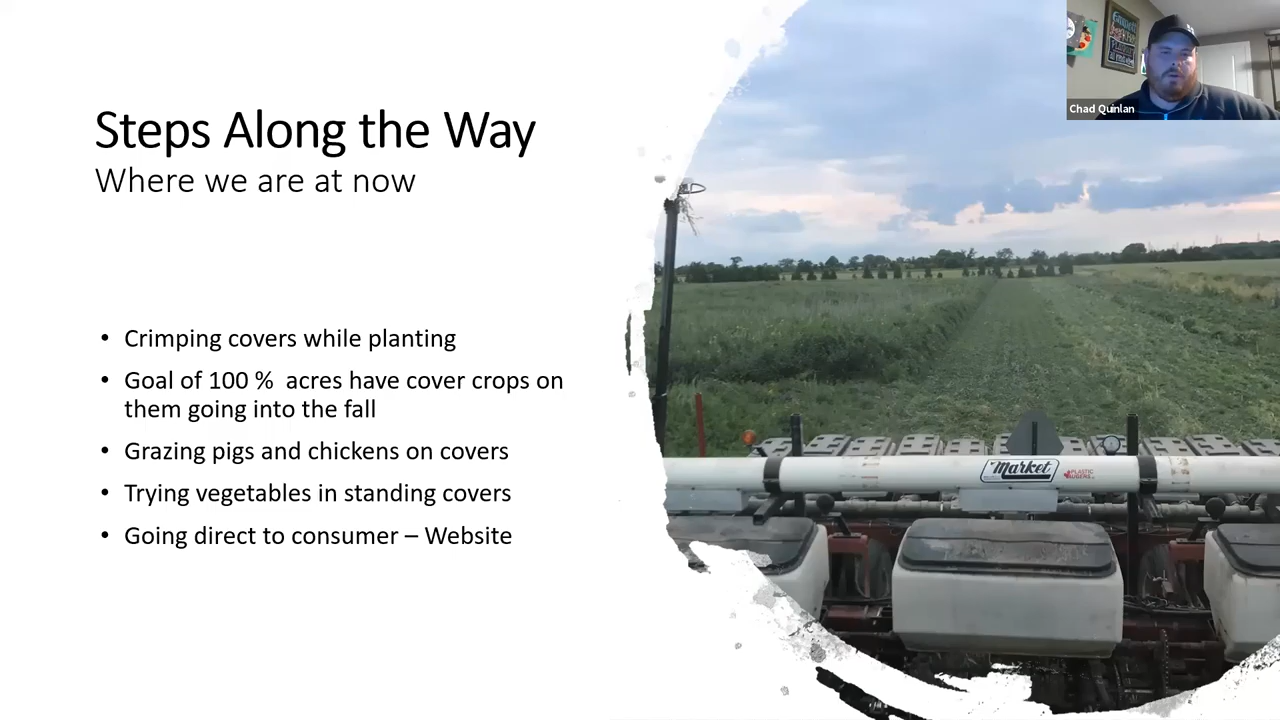 Steps Along the Way
Where we are at now
• Crimping covers while planting
• Goal of 100 %  acres have cover crops on
them going into the fall
• Grazing pigs and chickens on covers
• Trying vegetables in standing covers
• Going direct to consumer – Website
Chad Quinlan
Market
PLASTIC
AUGERS